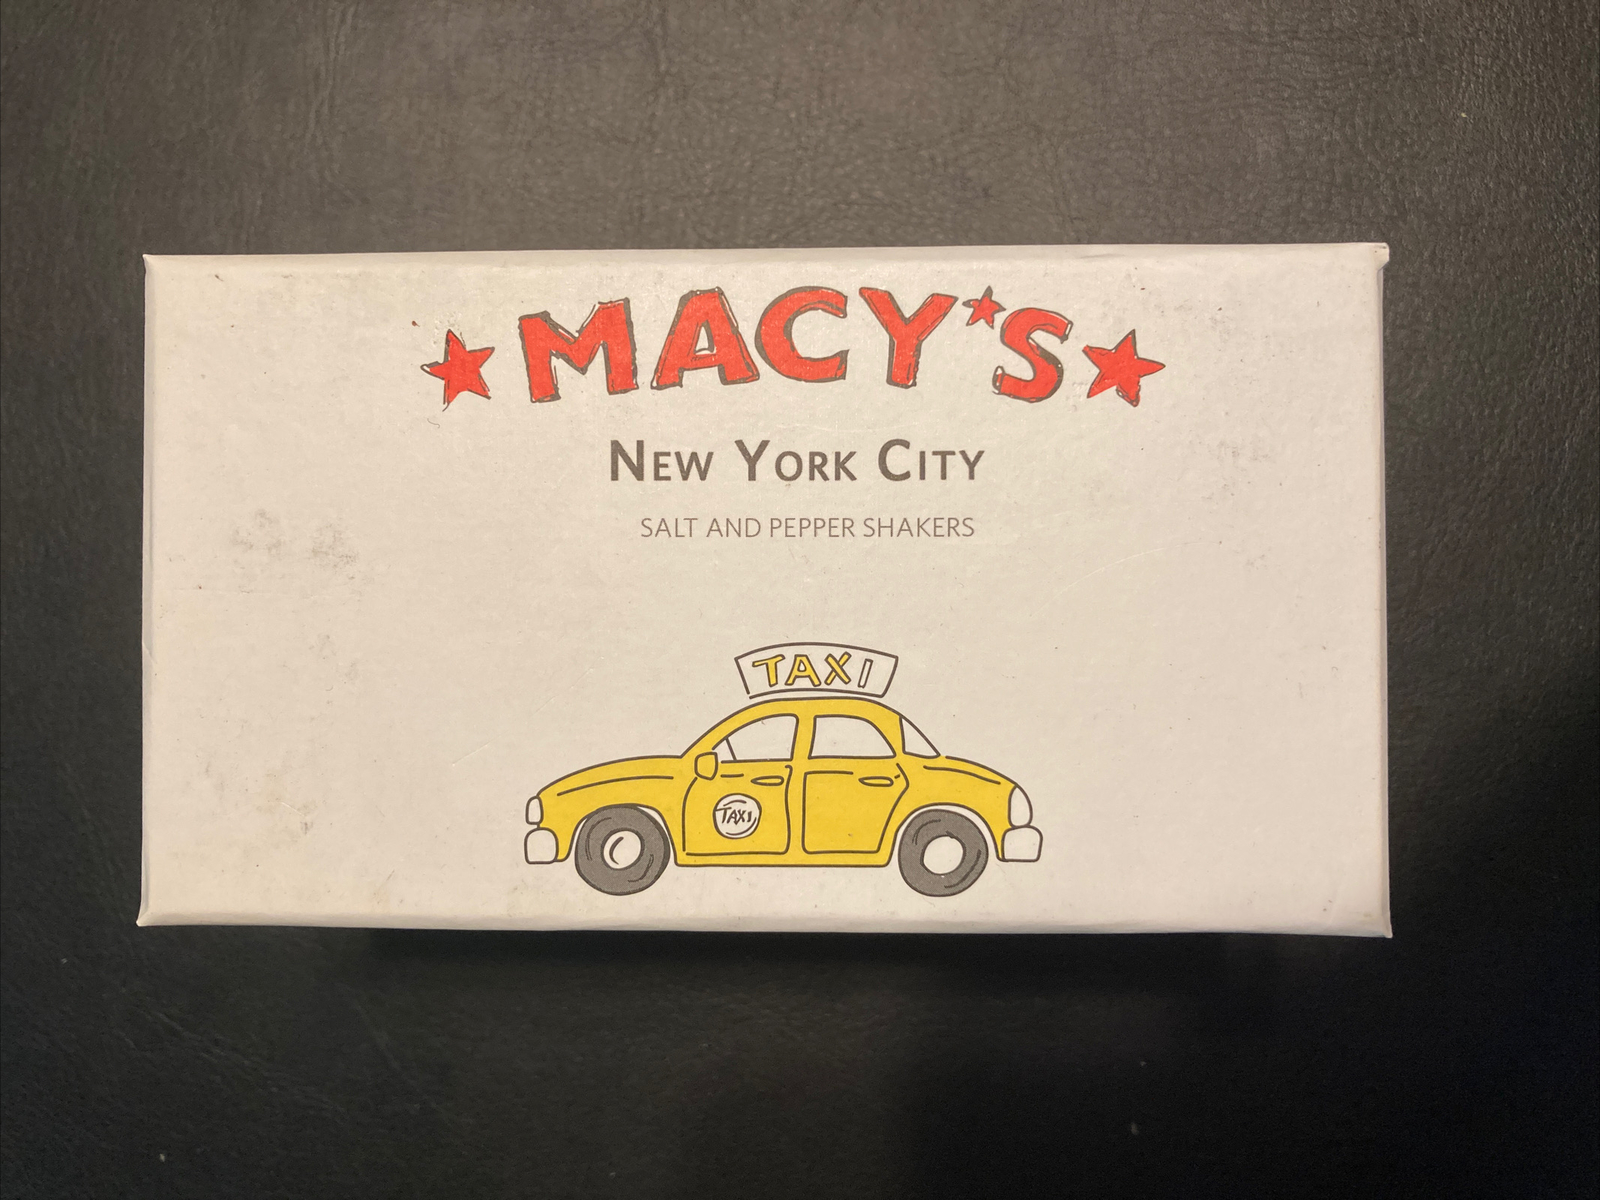 MACY★S
NEW YORK CITY
SALT AND PEPPER SHAKERS
TAXI
TAXI